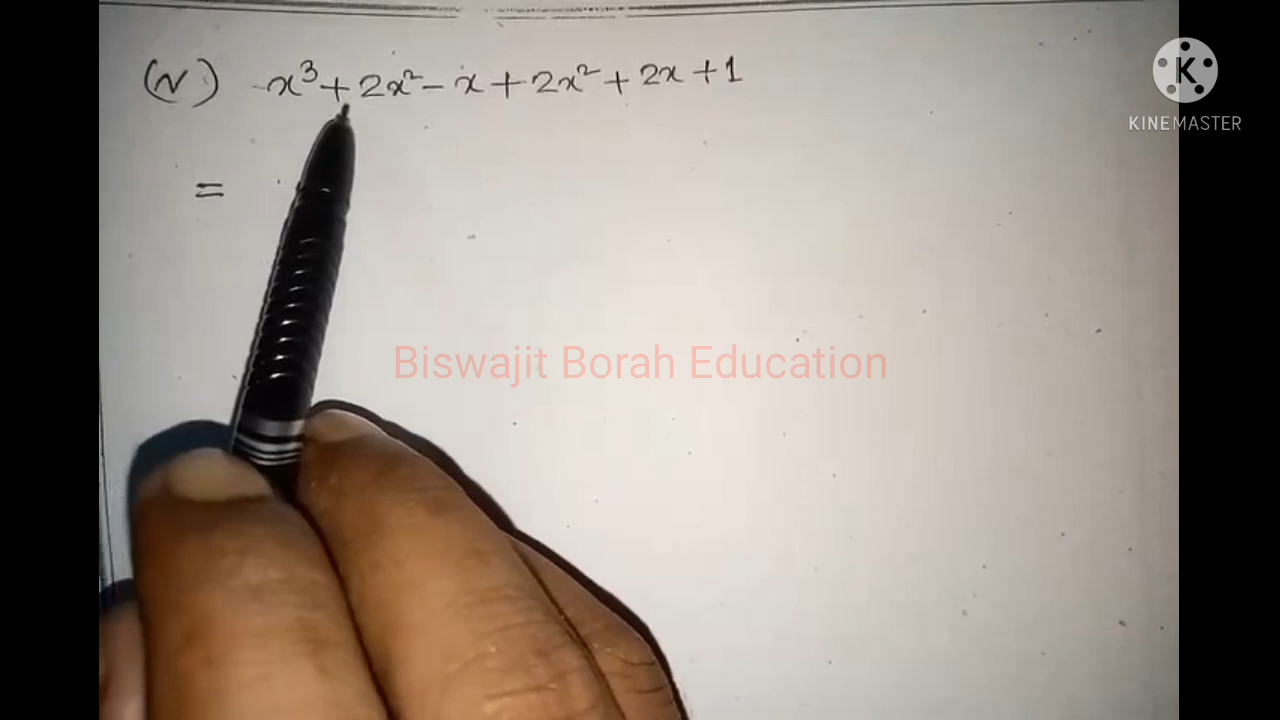 (v) x³ + 2x² - x + 2x² + 2x + 1
=
K
KINEMASTER
Biswajit Borah Education